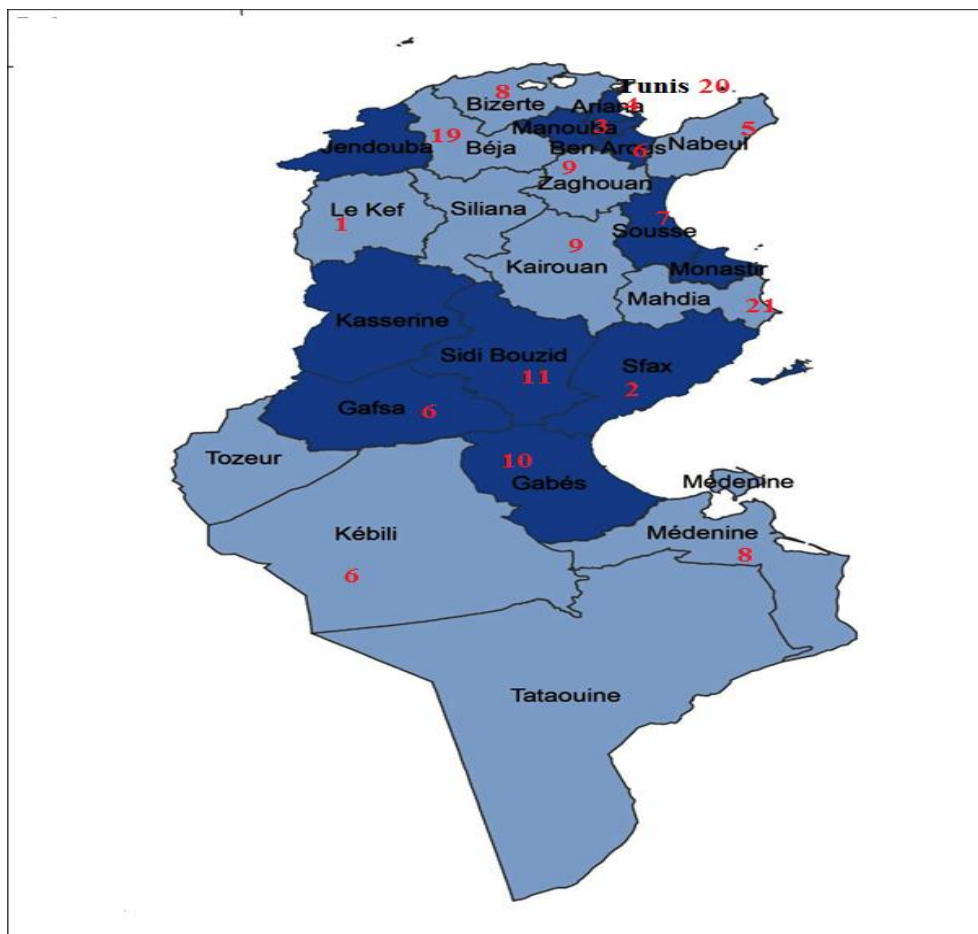 Tunis 20
8
Bizerte
Ariana
4
Manouba
3
19
Jendouba
Béja
Ben Arous
6
Nabeul
5
9
Zaghouan
Le Kef
1
Siliana
7
Sousse
9
Kairouan
Monastir
Mahdia
21
Kasserine
Sidi Bouzid
11
Sfax
2
Gafsa 6
Tozeur
10
Gabés
Médenine
Kébili
6
Médenine
8
Tataouine